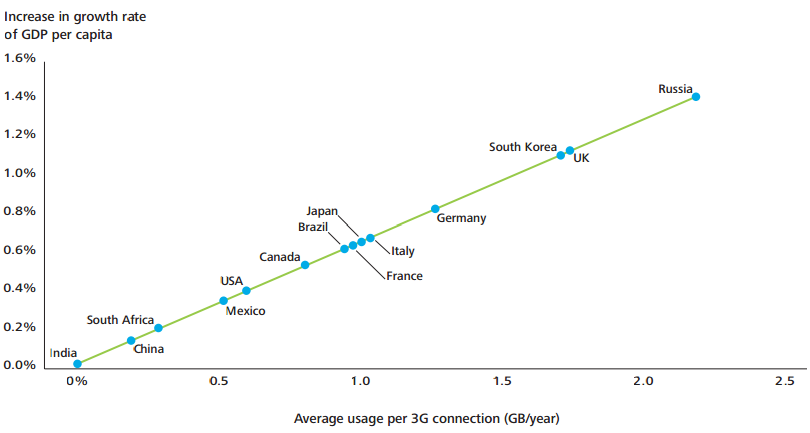 Increase in growth rate
of GDP per capita
1.6%
1.4%
1.2%
1.0%
0.8%
0.6%
0.4%
0.2%
0.0%
Russia
South Korea
UK
Japan
Brazil
Germany
Italy
Canada
France
USA
Mexico
South Africa
China
India
0% 0.5 1.0 1.5 2.0 2.5
Average usage per 3G connection (GB/year)